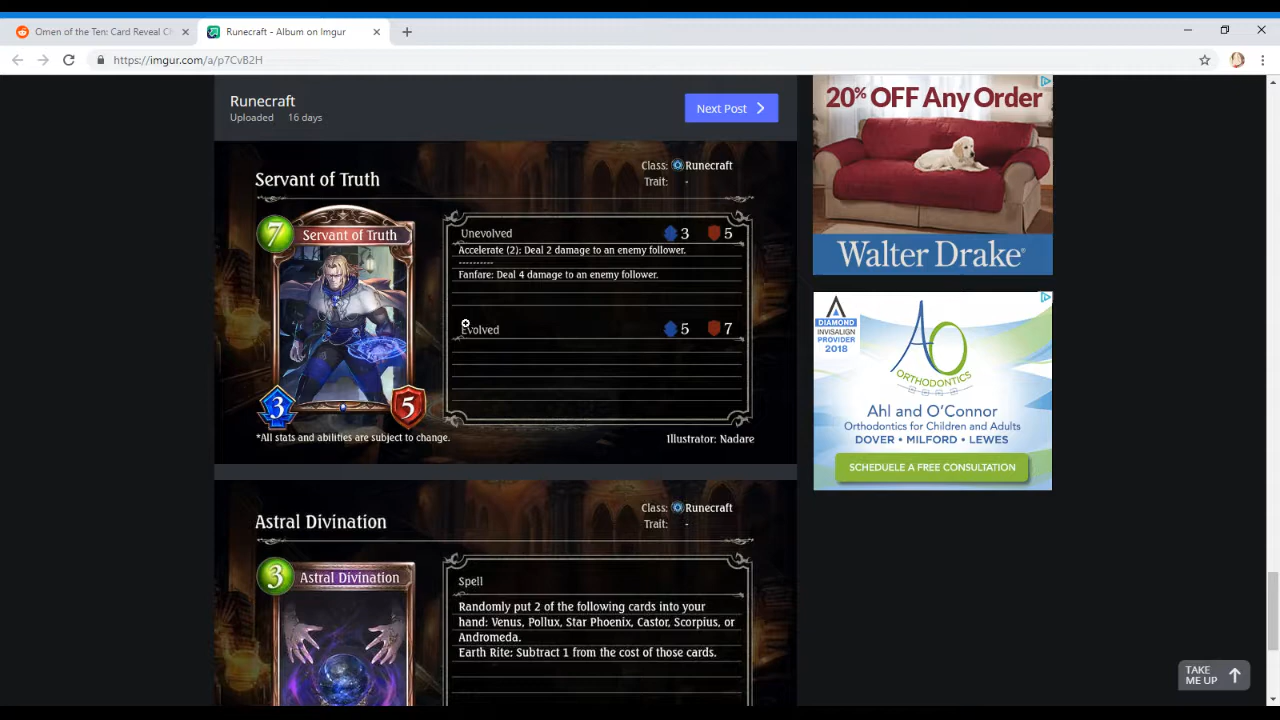 Omen of the Ten: Card Reveal Ch
Runecraft - Album on Imgur
https://imgur.com/a/p7CvB2H
Runecraft
Uploaded 16 days
Next Post
Servant of Truth
Class: Runecraft
Trait: -
7
Servant of Truth
3
5
Unevolved 3 5
Accelerate (2): Deal 2 damage to an enemy follower.
----------
Fanfare: Deal 4 damage to an enemy follower.
Evolved 5 7
*All stats and abilities are subject to change.
Illustrator: Nadare
Astral Divination
Class: Runecraft
Trait: -
3
Astral Divination
Spell
Randomly put 2 of the following cards into your
hand: Venus, Pollux, Star Phoenix, Castor, Scorpius, or
Andromeda.
Earth Rite: Subtract 1 from the cost of those cards.
20% OFF Any Order
Walter Drake®
DIAMOND
INVISALIGN
PROVIDER
2018
AO
ORTHODONTICS
Ahl and O'Connor
Orthodontics for Children and Adults
DOVER • MILFORD • LEWES
SCHEDUELE A FREE CONSULTATION
TAKE
ME UP